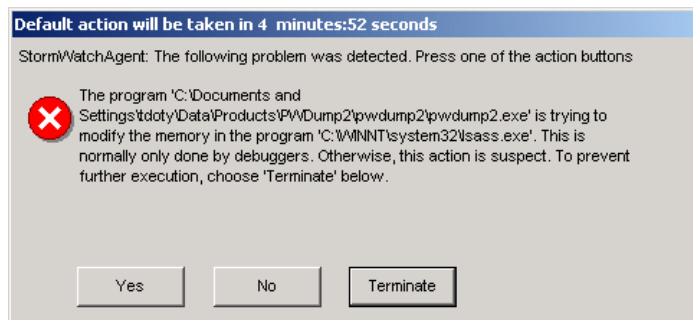 Default action will be taken in 4 minutes:52 seconds
StormWatchAgent: The following problem was detected. Press one of the action buttons
The program 'C:\Documents and
Settings\tdoty\Data\Products\PWDump2\pwdump2\pwdump2.exe' is trying to
modify the memory in the program 'C:\WINNT\system32\lsass.exe'. This is
normally only done by debuggers. Otherwise, this action is suspect. To prevent
further execution, choose 'Terminate' below.
Yes No Terminate